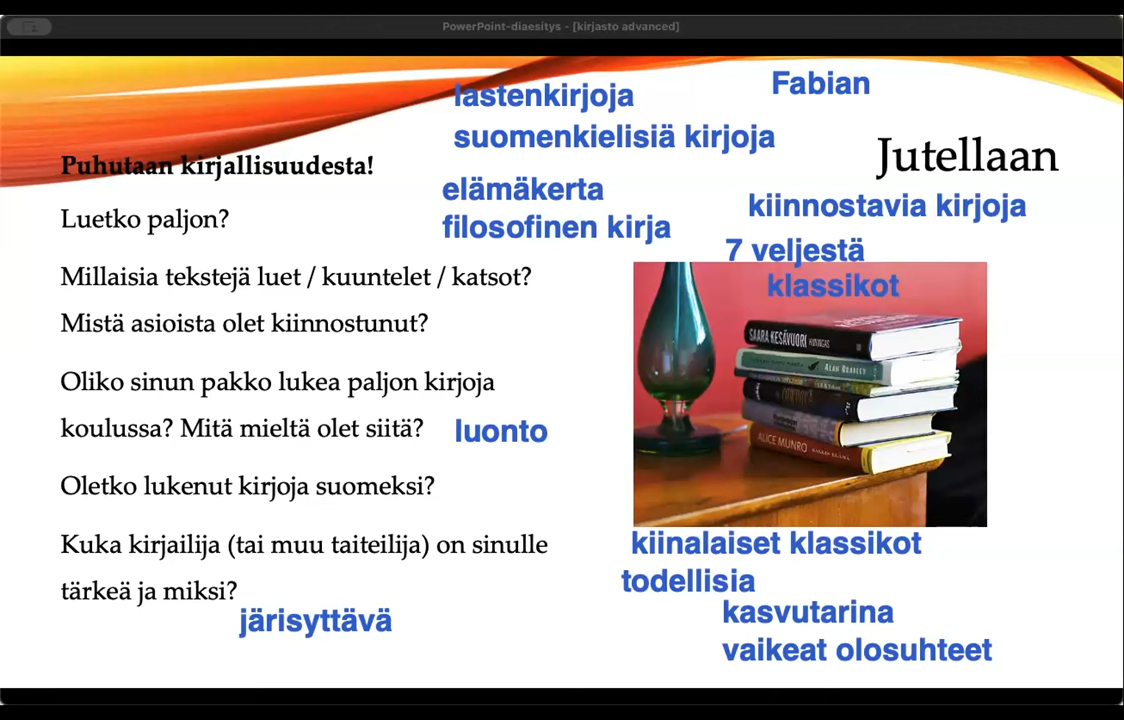 PowerPoint-diaesitys - [kirjasto advanced]
Fabian
lastenkirjoja
suomenkielisiä kirjoja
Jutellaan
Puhutaan kirjallisuudesta!
elämäkerta
filosofinen kirja
kiinnostavia kirjoja
Luetko paljon?
7 veljestä
klassikot
Millaisia tekstejä luet / kuuntelet / katsot?
Mistä asioista olet kiinnostunut?
SAARA KESÄVUORI
ALAN BRADLEY
ALICE MUNRO
Oliko sinun pakko lukea paljon kirjoja
koulussa? Mitä mieltä olet siitä?
luonto
Oletko lukenut kirjoja suomeksi?
Kuka kirjailija (tai muu taiteilija) on sinulle
tärkeä ja miksi?
järisyttävä
kiinalaiset klassikot
todellisia
kasvutarina
vaikeat olosuhteet